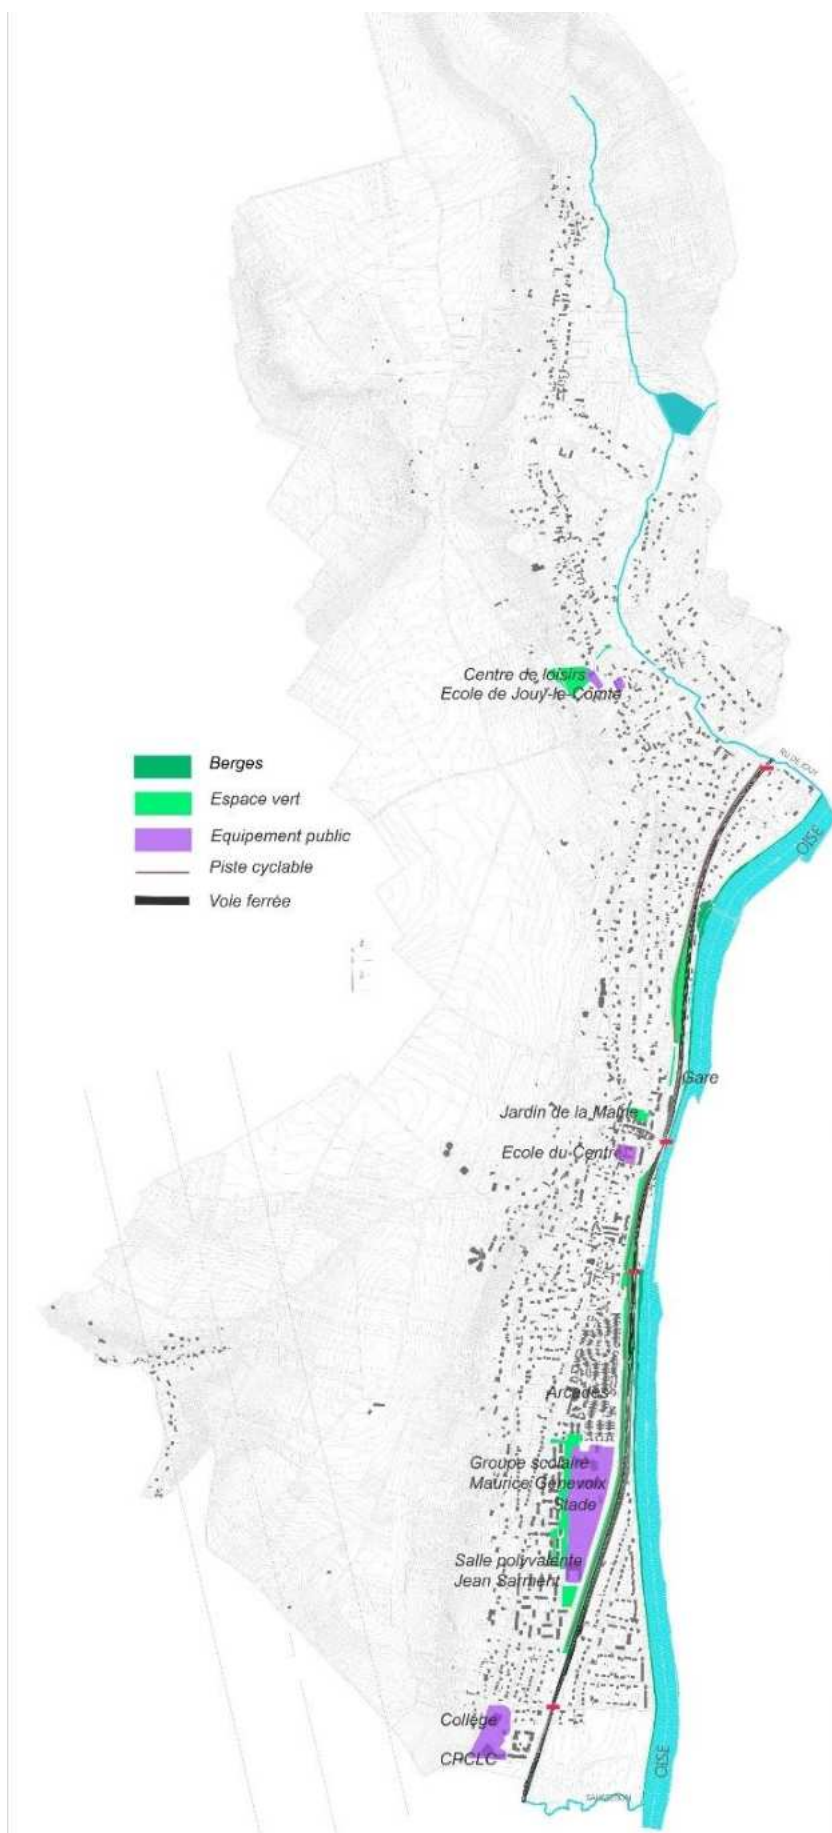 Centre de loisirs
Ecole de Jouy-le-Comte
RU DE JOUY
Berges
Espace vert
Equipement public
Piste cyclable
Voie ferrée
OISE
Gare
Jardin de la Mairie
Ecole du Centre
Arcades
Groupe scolaire
Maurice Genevoix
Stade
Salle polyvalente
Jean Sarment
Collège
CPCLC
OISE